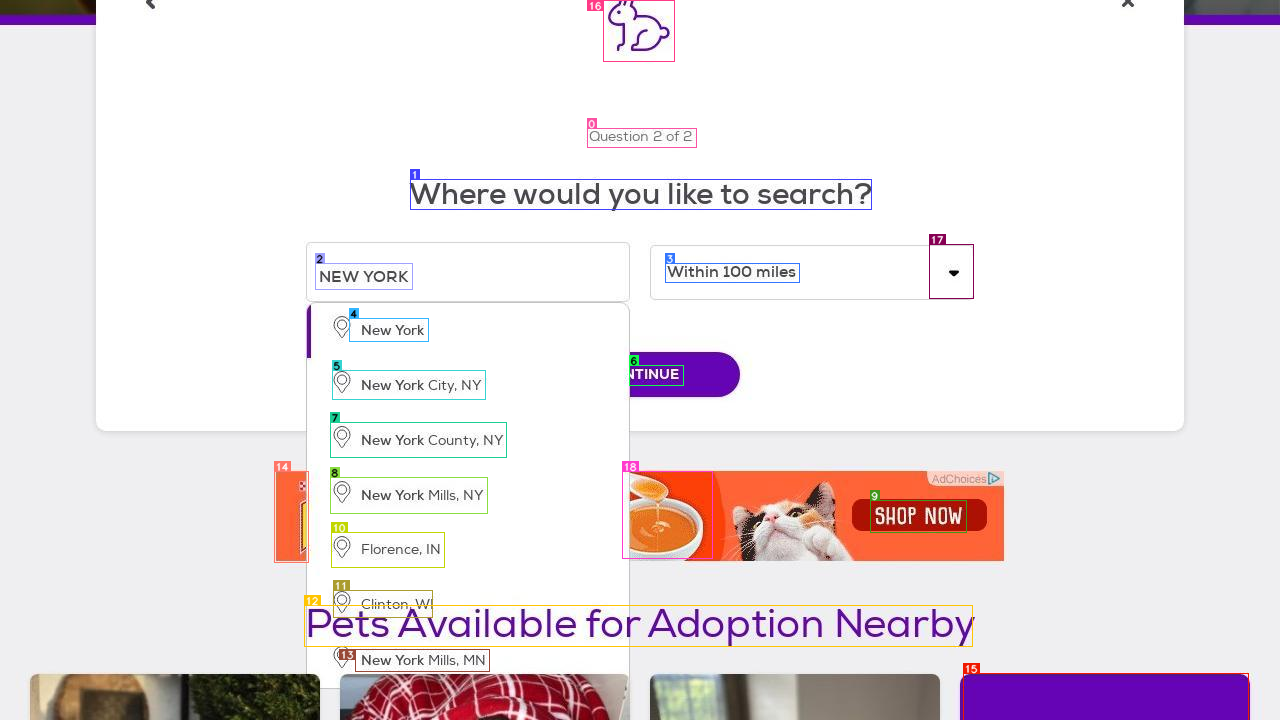 16
0
Question 2 of 2
1
Where would you like to search?
17
2
NEW YORK
3
Within 100 miles
4
New York
5
New York City, NY
6
NTINUE
7
New York County, NY
14
18
AdChoices
8
New York Mills, NY
9
SHOP NOW
10
Florence, IN
11
Clinton, WI
12
Pets Available for Adoption Nearby
13
New York Mills, MN
15